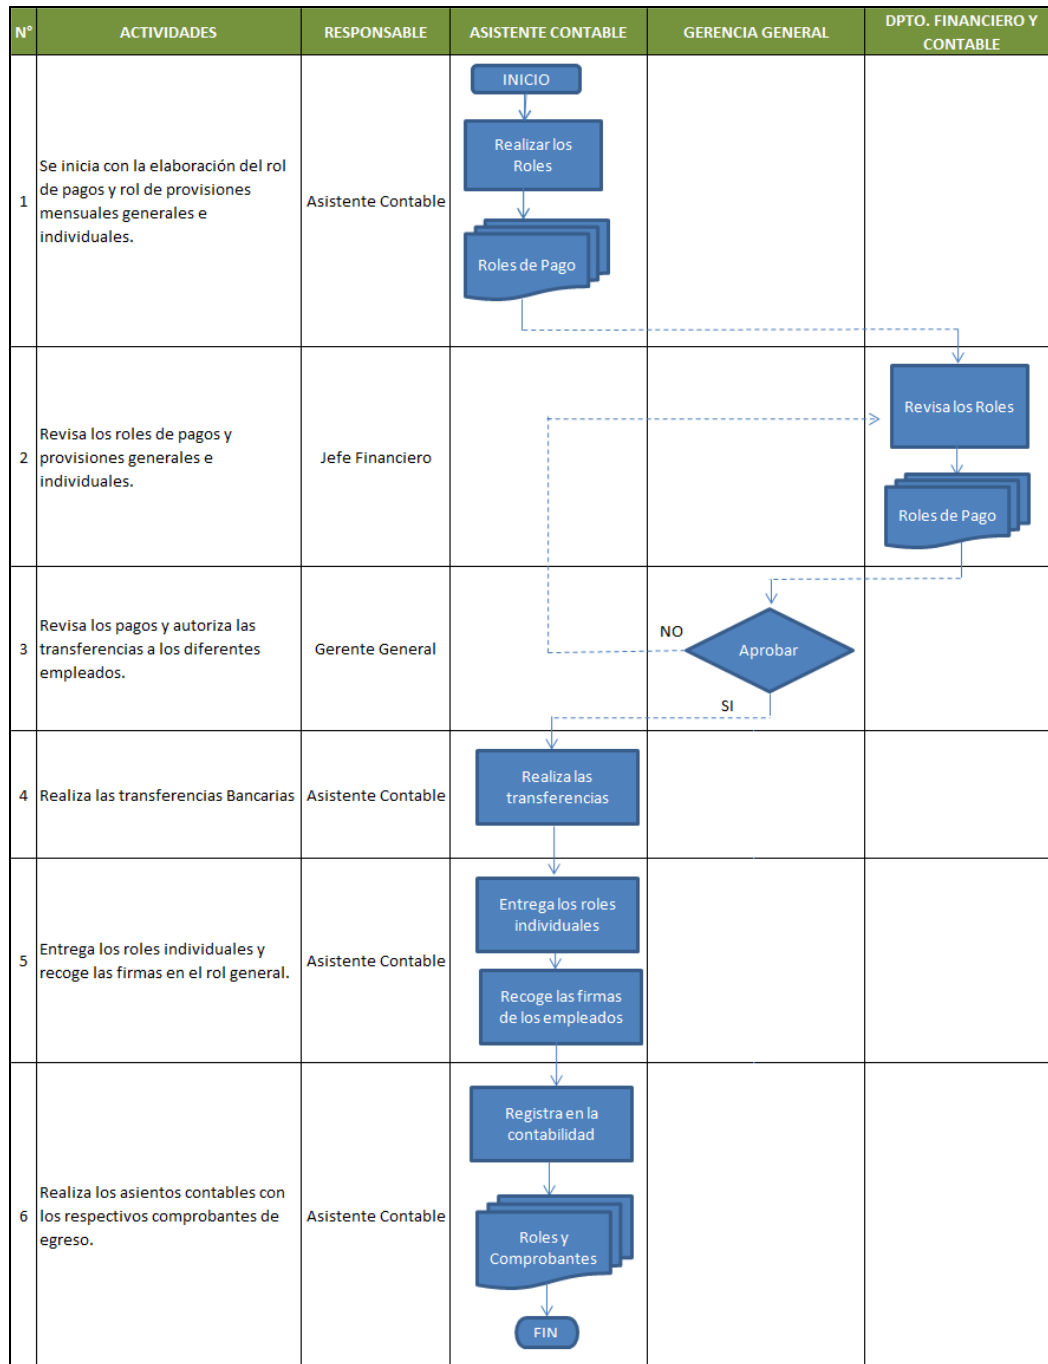 N°
ACTIVIDADES
RESPONSABLE
ASISTENTE CONTABLE
GERENCIA GENERAL
DPTO. FINANCIERO Y
CONTABLE
1
Se inicia con la elaboración del rol
de pagos y rol de provisiones
mensuales generales e
individuales.
Asistente Contable
INICIO
Realizar los
Roles
Roles de Pago
2
Revisa los roles de pagos y
provisiones generales e
individuales.
Jefe Financiero
Revisa los Roles
Roles de Pago
3
Revisa los pagos y autoriza las
transferencias a los diferentes
empleados.
Gerente General
NO
Aprobar
SI
4
Realiza las transferencias Bancarias
Asistente Contable
Realiza las
transferencias
5
Entrega los roles individuales y
recoge las firmas en el rol general.
Asistente Contable
Entrega los roles
individuales
Recoge las firmas
de los empleados
6
Realiza los asientos contables con
los respectivos comprobantes de
egreso.
Asistente Contable
Registra en la
contabilidad
Roles y
Comprobantes
FIN